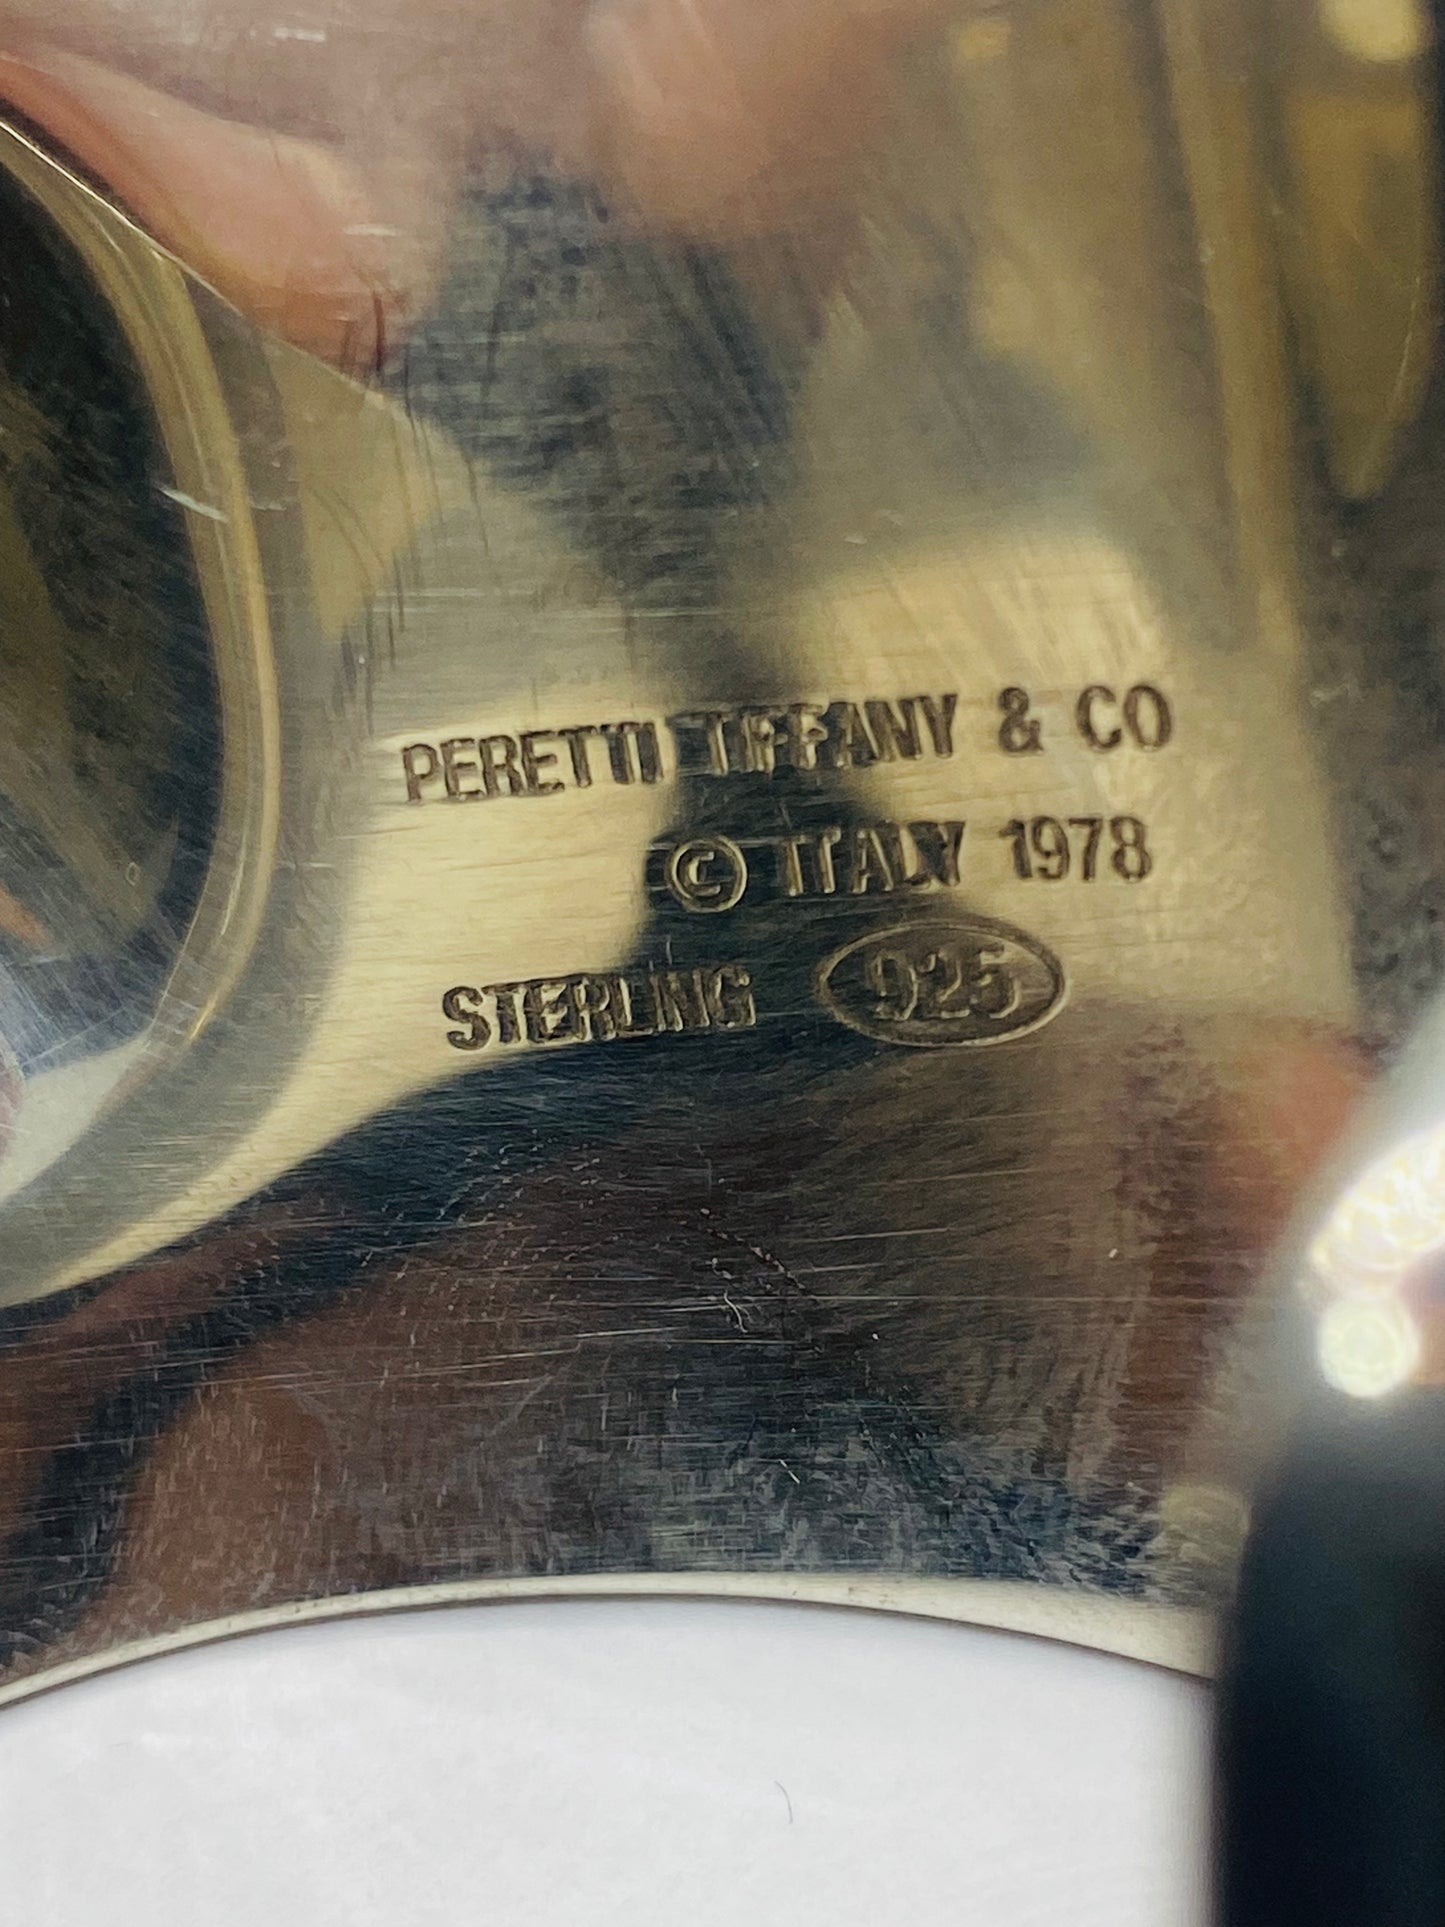 PERETTI TIFFANY & CO
© ITALY 1978
STERLING 925